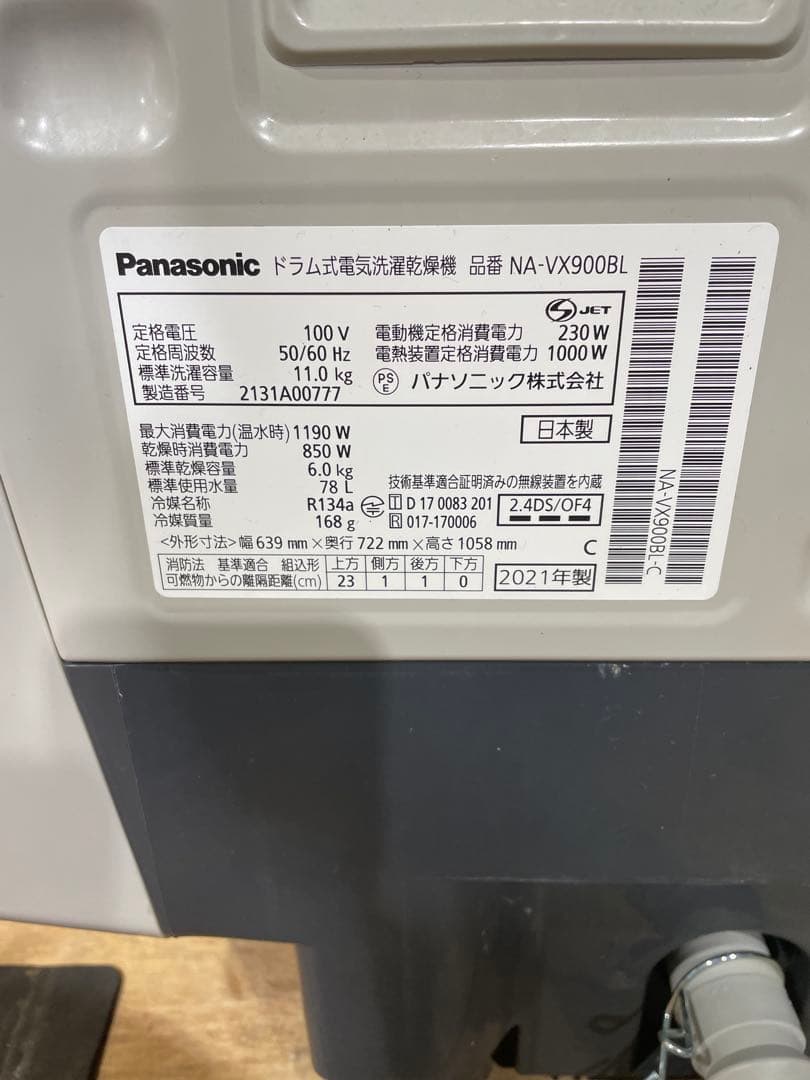 Panasonic ドラム式電気洗濯乾燥機 品番 NA-VX900BL
S JET
定格電圧 100 V 電動機定格消費電力 230 W
定格周波数 50/60 Hz 電熱装置定格消費電力 1000 W
標準洗濯容量 11.0 kg PS E パナソニック株式会社
製造番号 2131A00777
最大消費電力(温水時) 1190 W 日本製
乾燥時消費電力 850 W
標準乾燥容量 6.0 kg
標準使用水量 78 L 技術基準適合証明済みの無線装置を内蔵
冷媒名称 R134a T D 17 0083 201 2.4DS/OF4
冷媒質量 168 g R 017-170006
<外形寸法> 幅 639 mm × 奥行 722 mm × 高さ 1058 mm C
消防法 基準適合 組込形 上方 側方 後方 下方
可燃物からの離隔距離(cm) 23 1 1 0 2021年製
NA-VX900BL-C